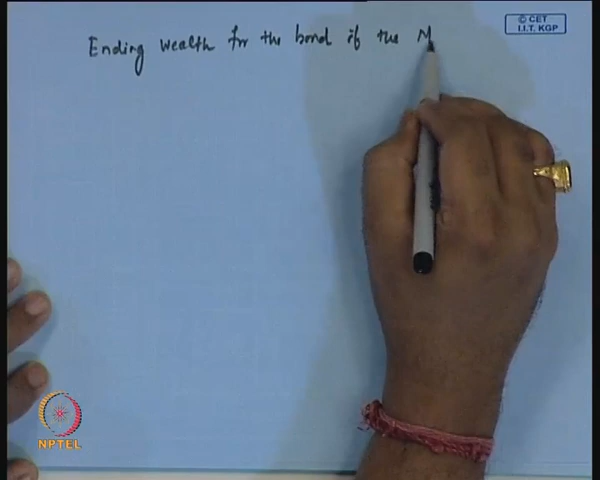 Ending wealth for the bond if the M
© CET
I.I.T. KGP
NPTEL